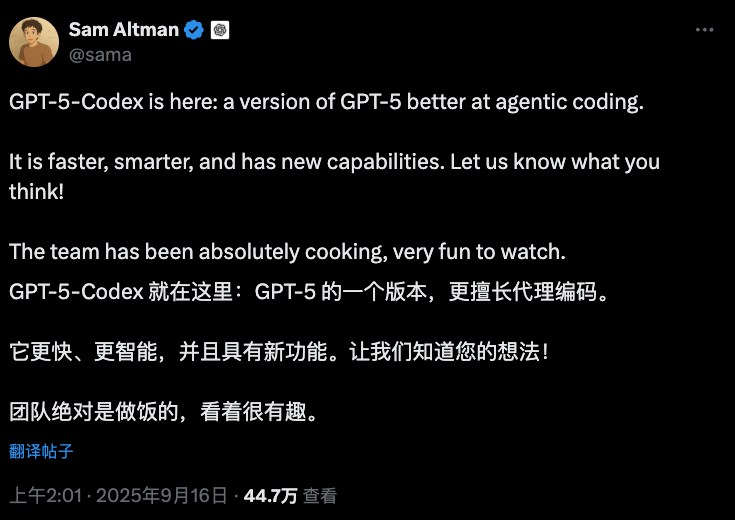 Sam Altman
@sama
GPT-5-Codex is here: a version of GPT-5 better at agentic coding.
It is faster, smarter, and has new capabilities. Let us know what you
think!
The team has been absolutely cooking, very fun to watch.
GPT-5-Codex 就在这里：GPT-5 的一个版本，更擅长代理编码。
它更快、更智能，并且具有新功能。让我们知道您的想法！
团队绝对是做饭的，看着很有趣。
翻译帖子
上午2:01 · 2025年9月16日 · 44.7万 查看